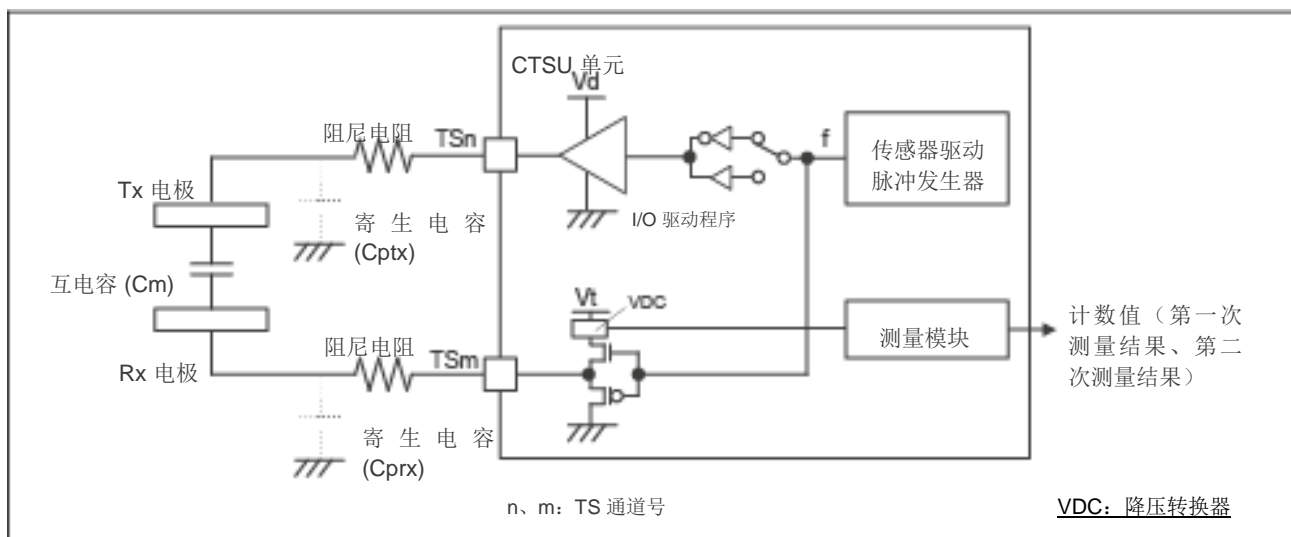 CTSU 单元
Vd
阻尼电阻
TSn
f
传感器驱动
脉冲发生器
Tx 电极
寄 生 电 容
(Cptx)
I/O 驱动程序
互电容 (Cm)
Vt
VDC
测量模块
计数值（第一次
测量结果、第二
次测量结果）
阻尼电阻
TSm
Rx 电极
寄 生 电 容
(Cprx)
n、m：TS 通道号
VDC：降压转换器